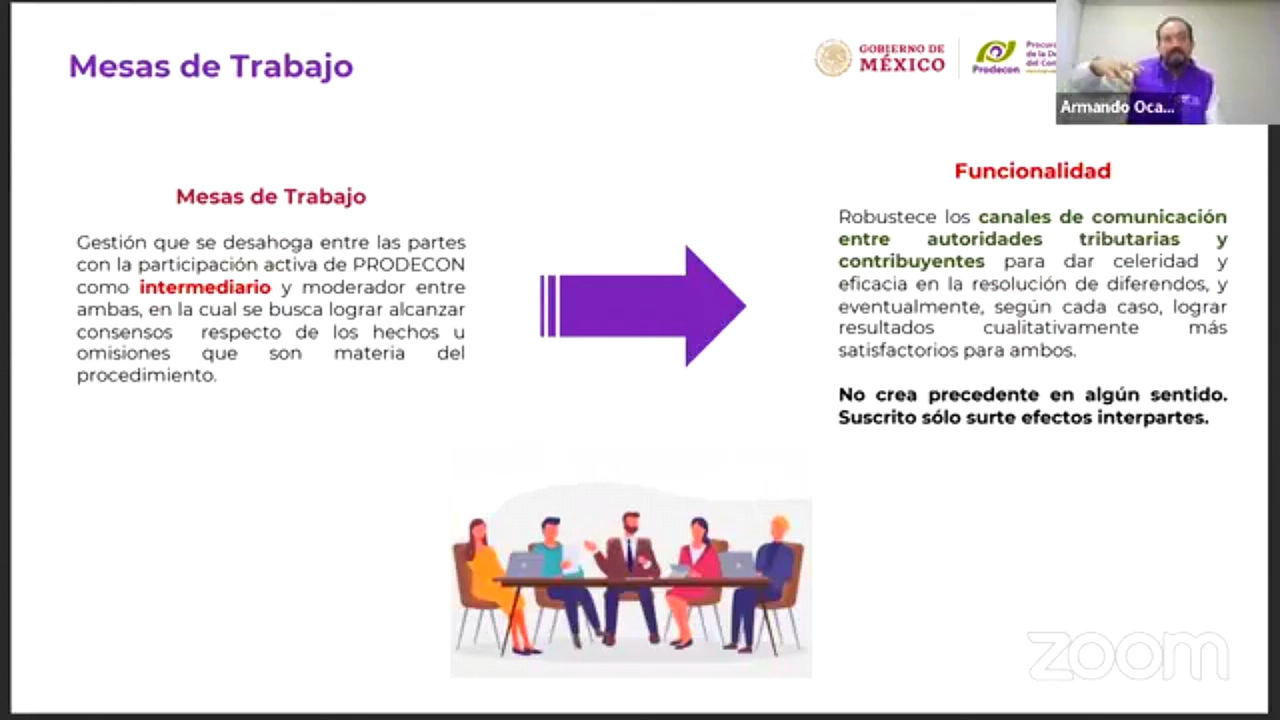 Mesas de Trabajo
GOBIERNO DE
MÉXICO
Prodecon
Armando Oca...
Mesas de Trabajo
Gestión que se desahoga entre las partes
con la participación activa de PRODECON
como intermediario y moderador entre
ambas, en la cual se busca lograr alcanzar
consensos respecto de los hechos u
omisiones que son materia del
procedimiento.
Funcionalidad
Robustece los canales de comunicación
entre autoridades tributarias y
contribuyentes para dar celeridad y
eficacia en la resolución de diferendos, y
eventualmente, según cada caso, lograr
resultados cualitativamente más
satisfactorios para ambos.
No crea precedente en algún sentido.
Suscrito sólo surte efectos interpartes.
zoom